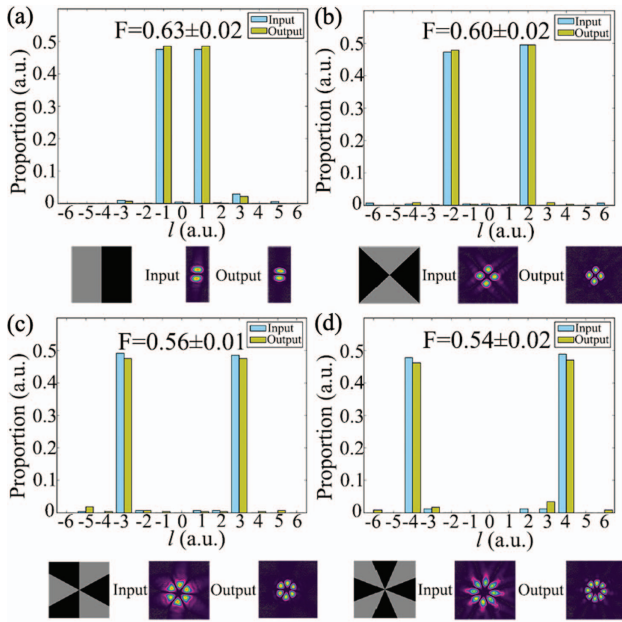 (a)
F=0.63±0.02
Input
Output
Proportion (a.u.)
0.5
0.4
0.3
0.2
0.1
0
-6 -5 -4 -3 -2 -1 0 1 2 3 4 5 6
l (a.u.)
Input Output
(b)
F=0.60±0.02
Input
Output
Proportion (a.u.)
0.5
0.4
0.3
0.2
0.1
0
-6 -5 -4 -3 -2 -1 0 1 2 3 4 5 6
l (a.u.)
Input Output
(c)
F=0.56±0.01
Input
Output
Proportion (a.u.)
0.5
0.4
0.3
0.2
0.1
0
-6 -5 -4 -3 -2 -1 0 1 2 3 4 5 6
l (a.u.)
Input Output
(d)
F=0.54±0.02
Input
Output
Proportion (a.u.)
0.5
0.4
0.3
0.2
0.1
0
-6 -5 -4 -3 -2 -1 0 1 2 3 4 5 6
l (a.u.)
Input Output